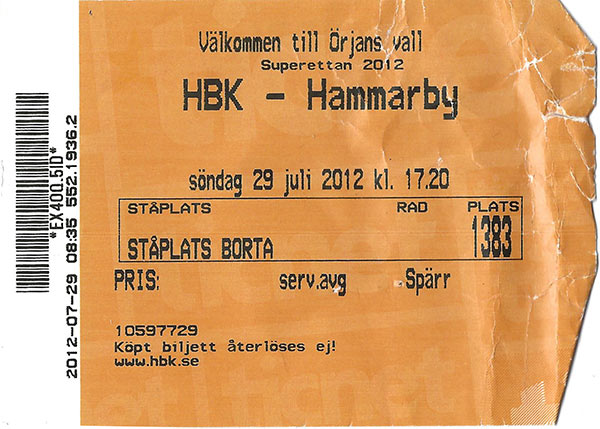 Välkommen till Örjans vall
Superettan 2012
HBK - Hammarby
söndag 29 juli 2012 kl. 17.20
STÅPLATS RAD PLATS
STÅPLATS BORTA 1383
PRIS: serv.avg Spärr
10597729
Köpt biljett återlöses ej!
www.hbk.se
*EX400.5ID*
2012-07-29 08:35 552.1936.2